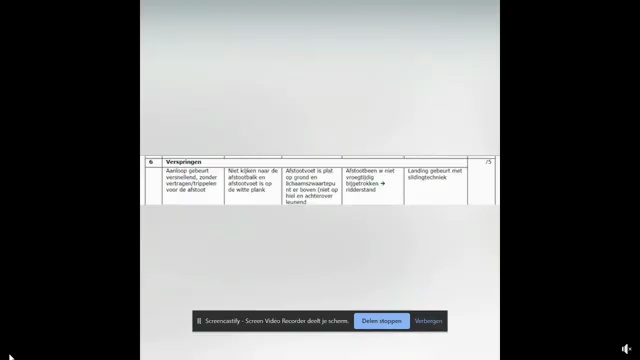 6 Verspringen /5
Aanloop gebeurt
versnellend, zonder
vertragen/trippelen
voor de afstoot
Niet kijken naar de
afstootbalk en
afstootvoet is op
de witte plank
Afstootvoet is plat
op grond en
lichaamszwaartepu
nt er boven (niet op
hiel en achterover
leunend
Afstootbeen w niet
vroegtijdig
bijgetrokken →
ridderstand
Landing gebeurt met
slidingtechniek
Screencastify - Screen Video Recorder deelt je scherm.
Delen stoppen
Verbergen